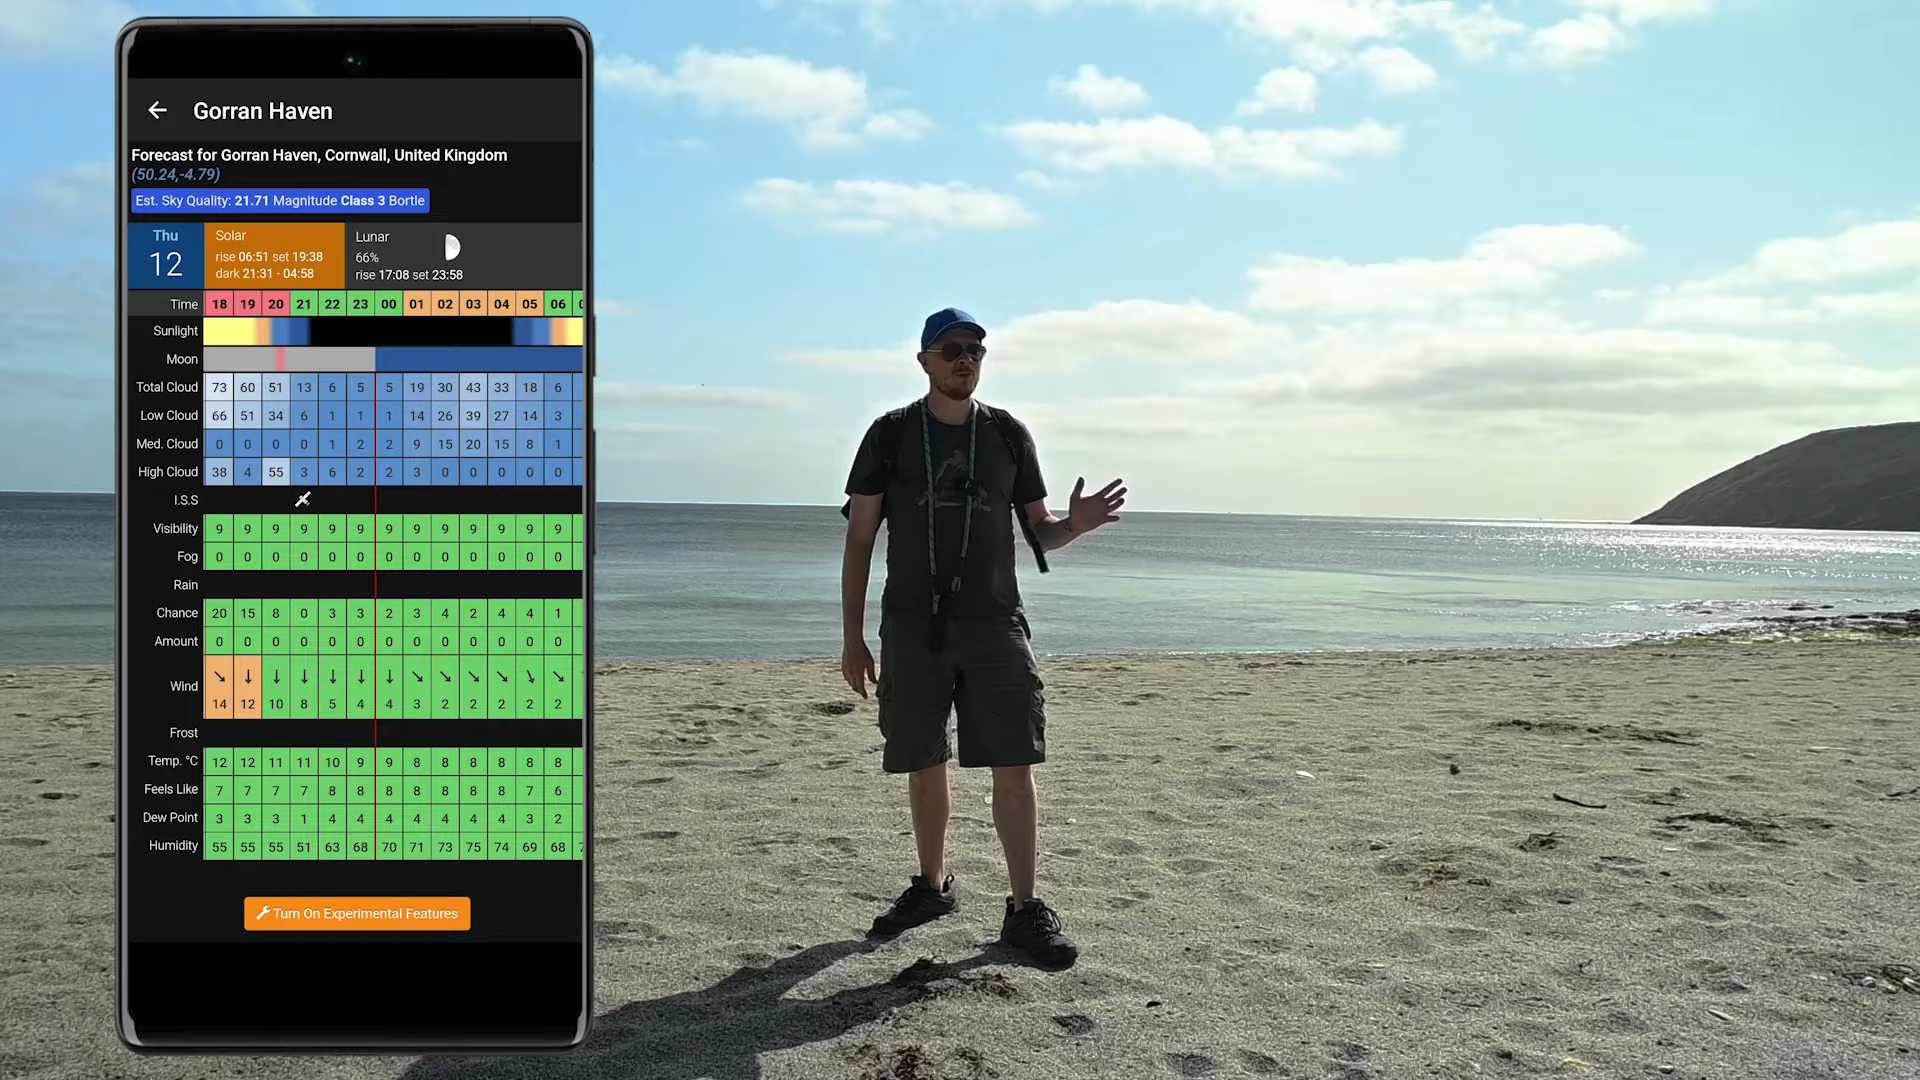 Gorran Haven
Forecast for Gorran Haven, Cornwall, United Kingdom
(50.24,-4.79)
Est. Sky Quality: 21.71 Magnitude Class 3 Bortle
Thu
12
Solar
rise 06:51 set 19:38
dark 21:31 - 04:58
Lunar
66%
rise 17:08 set 23:58
Time 18 19 20 21 22 23 00 01 02 03 04 05 06
Sunlight
Moon
Total Cloud 73 60 51 13 6 5 5 19 30 43 33 18 6
Low Cloud 66 51 34 6 1 1 1 14 26 39 27 14 3
Med. Cloud 0 0 0 0 1 2 2 9 15 20 15 8 1
High Cloud 38 4 55 3 6 2 2 3 0 0 0 0 0
I.S.S
Visibility 9 9 9 9 9 9 9 9 9 9 9 9 9
Fog 0 0 0 0 0 0 0 0 0 0 0 0 0
Rain
Chance 20 15 8 0 3 3 2 3 4 2 4 4 1
Amount 0 0 0 0 0 0 0 0 0 0 0 0 0
Wind
14 12 10 8 5 4 4 3 2 2 2 2 2
Frost
Temp. °C 12 12 11 11 10 9 9 8 8 8 8 8 8
Feels Like 7 7 7 7 8 8 8 8 8 8 8 7 6
Dew Point 3 3 3 1 4 4 4 4 4 4 4 3 2
Humidity 55 55 55 51 63 68 70 71 73 75 74 69 68
Turn On Experimental Features